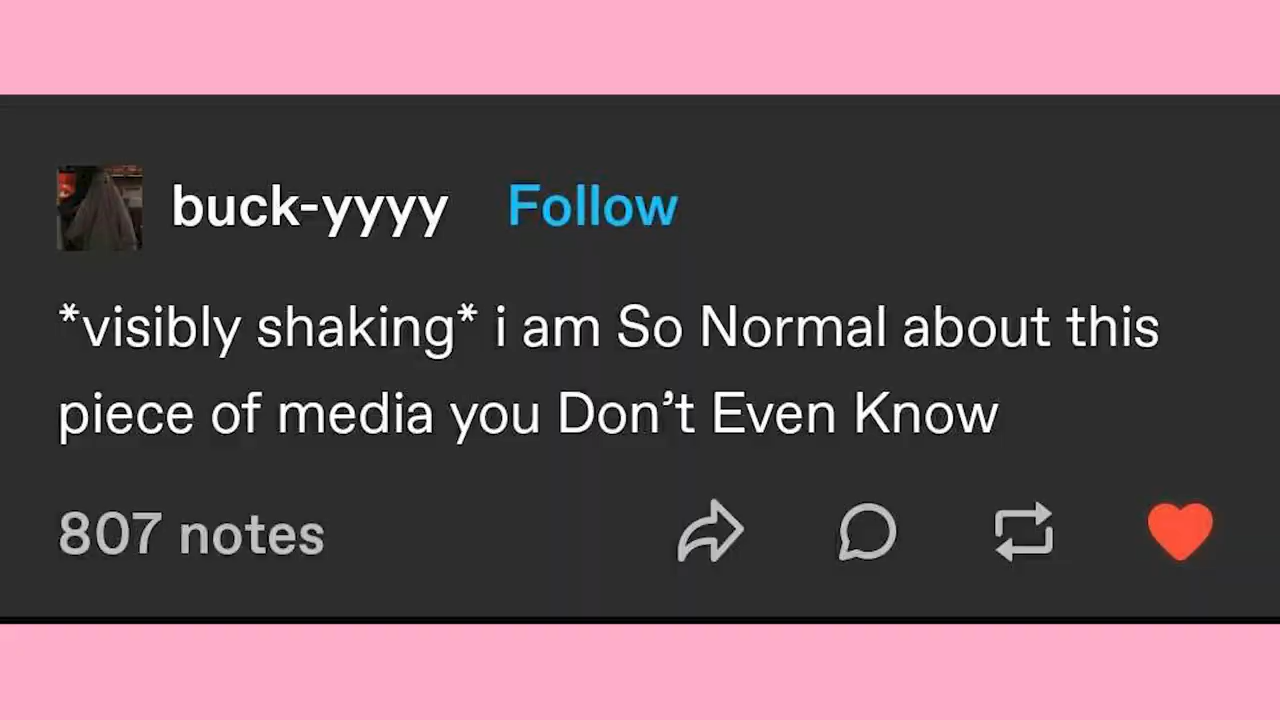 buck-yyyy Follow
*visibly shaking* i am So Normal about this
piece of media you Don’t Even Know
807 notes